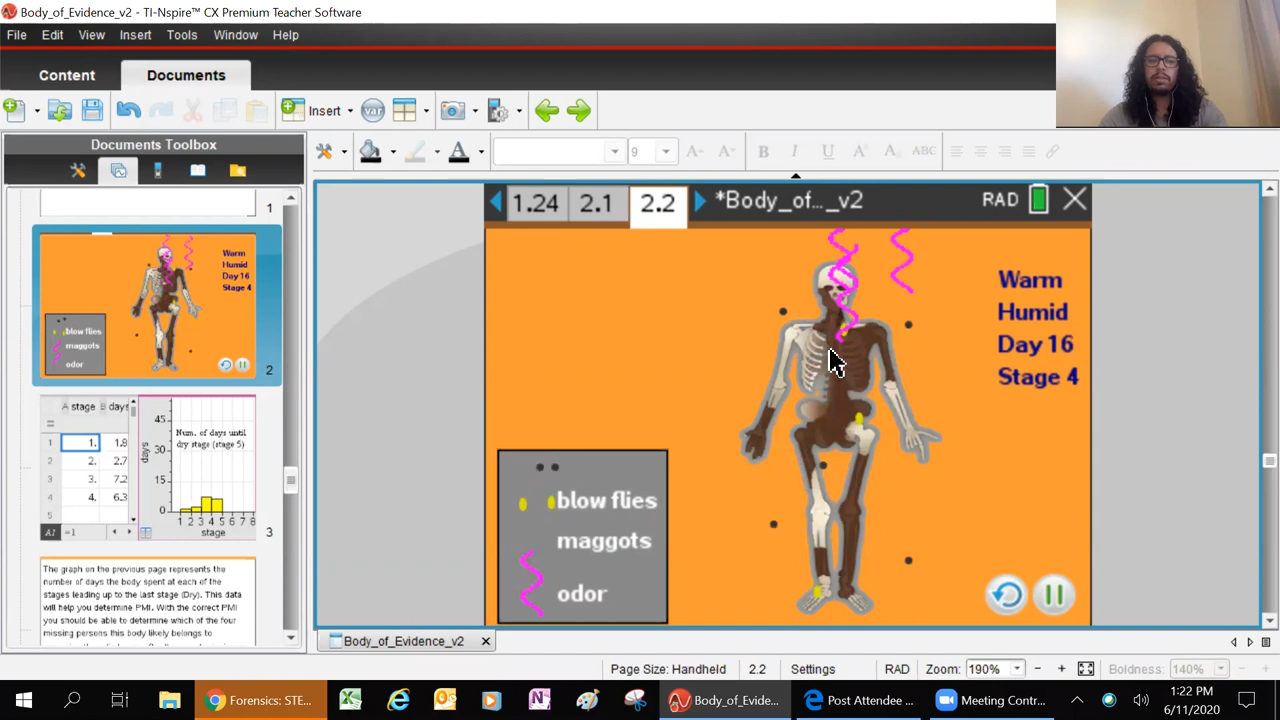 Body_of_Evidence_v2 - TI-Nspire™ CX Premium Teacher Software
File Edit View Insert Tools Window Help
Content Documents
Insert var
9 A A B I U A A ABC
Documents Toolbox
1
Warm
Humid
Day 16
Stage 4
blow flies
maggots
odor
2
A stage B days
=
1 1. 1.8
2 2. 2.7
3 3. 7.2
4 4. 6.3
5
A1 =1
days
45
30
15
0
Num. of days until
dry stage (stage 5)
1 2 3 4 5 6 7 8
stage
3
The graph on the previous page represents the
number of days the body spent at each of the
stages leading up to the last stage (Dry). This data
will help you determine PMI. With the correct PMI
you should be able to determine which of the four
missing persons this body likely belongs to
1.24 2.1 2.2 *Body_of…_v2 RAD
Warm
Humid
Day 16
Stage 4
blow flies
maggots
odor
Body_of_Evidence_v2
Page Size: Handheld 2.2 Settings RAD Zoom: 190% Boldness: 140%
Forensics: STE... Body_of_Evide... Post Attendee ... Meeting Contr... 1:22 PM
6/11/2020